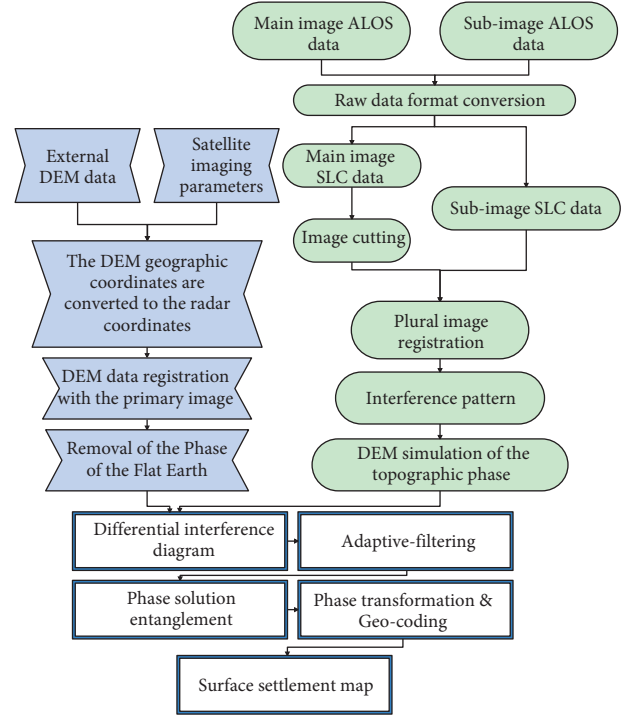 Main image ALOS
data
Sub-image ALOS
data
Raw data format conversion
External
DEM data
Satellite
imaging
parameters
Main image
SLC data
Sub-image SLC data
Image cutting
The DEM geographic
coordinates are
converted to the radar
coordinates
Plural image
registration
DEM data registration
with the primary image
Interference pattern
Removal of the Phase
of the Flat Earth
DEM simulation of the
topographic phase
Differential interference
diagram
Adaptive-filtering
Phase solution
entanglement
Phase transformation &
Geo-coding
Surface settlement map